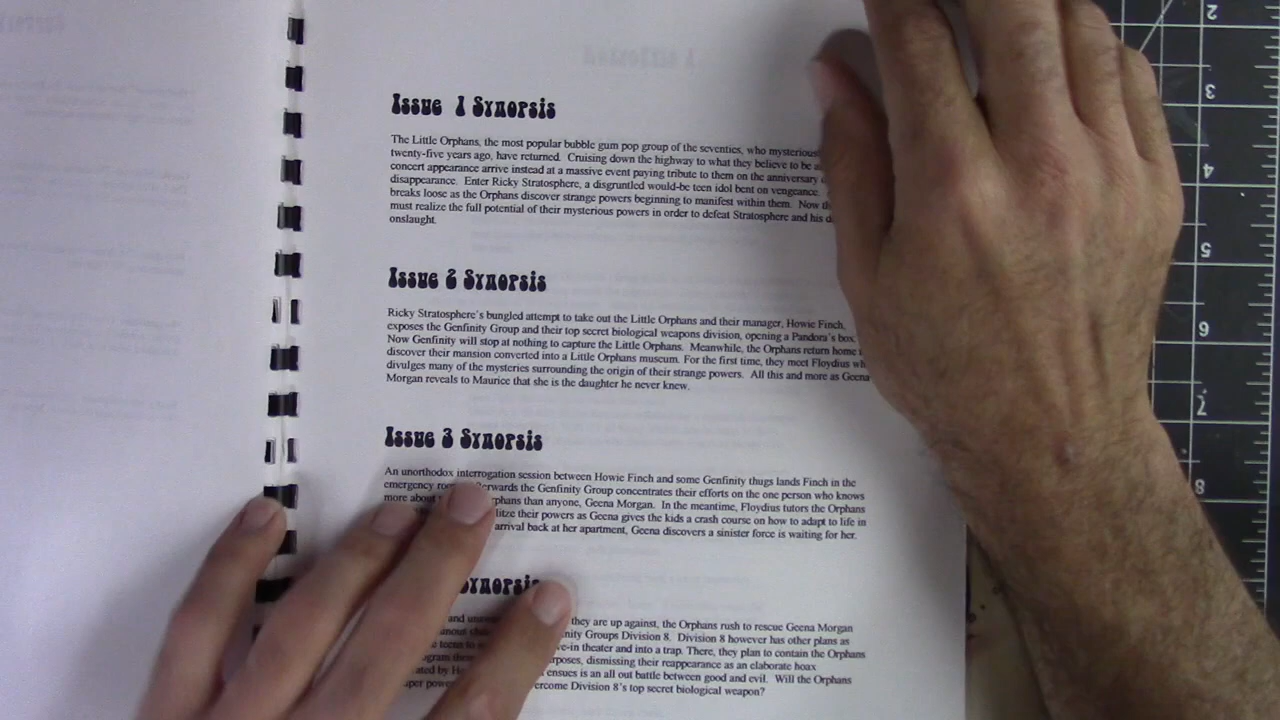 Issue 1 Synopsis
The Little Orphans, the most popular bubble gum pop group of the seventies, who
twenty-five years ago, have returned. Cruising down the highway to what they believe to be
concert appearance arrive instead at a massive event paying tribute to them on the anniversary
disappearance. Enter Ricky Stratosphere, a disgruntled would-be teen idol bent on vengeance.
breaks loose as the Orphans discover strange powers beginning to manifest within them. Now
must realize the full potential of their mysterious powers in order to defeat Stratosphere and his
onslaught.
Issue 2 Synopsis
Ricky Stratosphere's bungled attempt to take out the Little Orphans and their manager, Howie Finch,
exposes the Genfinity Group and their top secret biological weapons division, opening a Pandora's box.
Now Genfinity will stop at nothing to capture the Little Orphans. Meanwhile, the Orphans return home
discover their mansion converted into a Little Orphans museum. For the first time, they meet Floydius
divulges many of the mysteries surrounding the origin of their strange powers. All this and more as Geena
Morgan reveals to Maurice that she is the daughter he never knew.
Issue 3 Synopsis
An unorthodox interrogation session between Howie Finch and some Genfinity thugs lands Finch in the
emergency the Genfinity Group concentrates their efforts on the one person who knows
more about than anyone, Geena Morgan. In the meantime, Floydius tutors the Orphans
their powers as Geena gives the kids a crash course on how to adapt to life in
arrival back at her apartment, Geena discovers a sinister force is waiting for her.
Synopsis
and they are up against, the Orphans rush to rescue Geena Morgan
Groups Division 8. Division 8 however has other plans as
theater and into a trap. There, they plan to contain the Orphans
dismissing their reappearance as an elaborate hoax
ensues is an all out battle between good and evil. Will the Orphans
Division 8's top secret biological weapon?
2
3
4
5
6
7
8